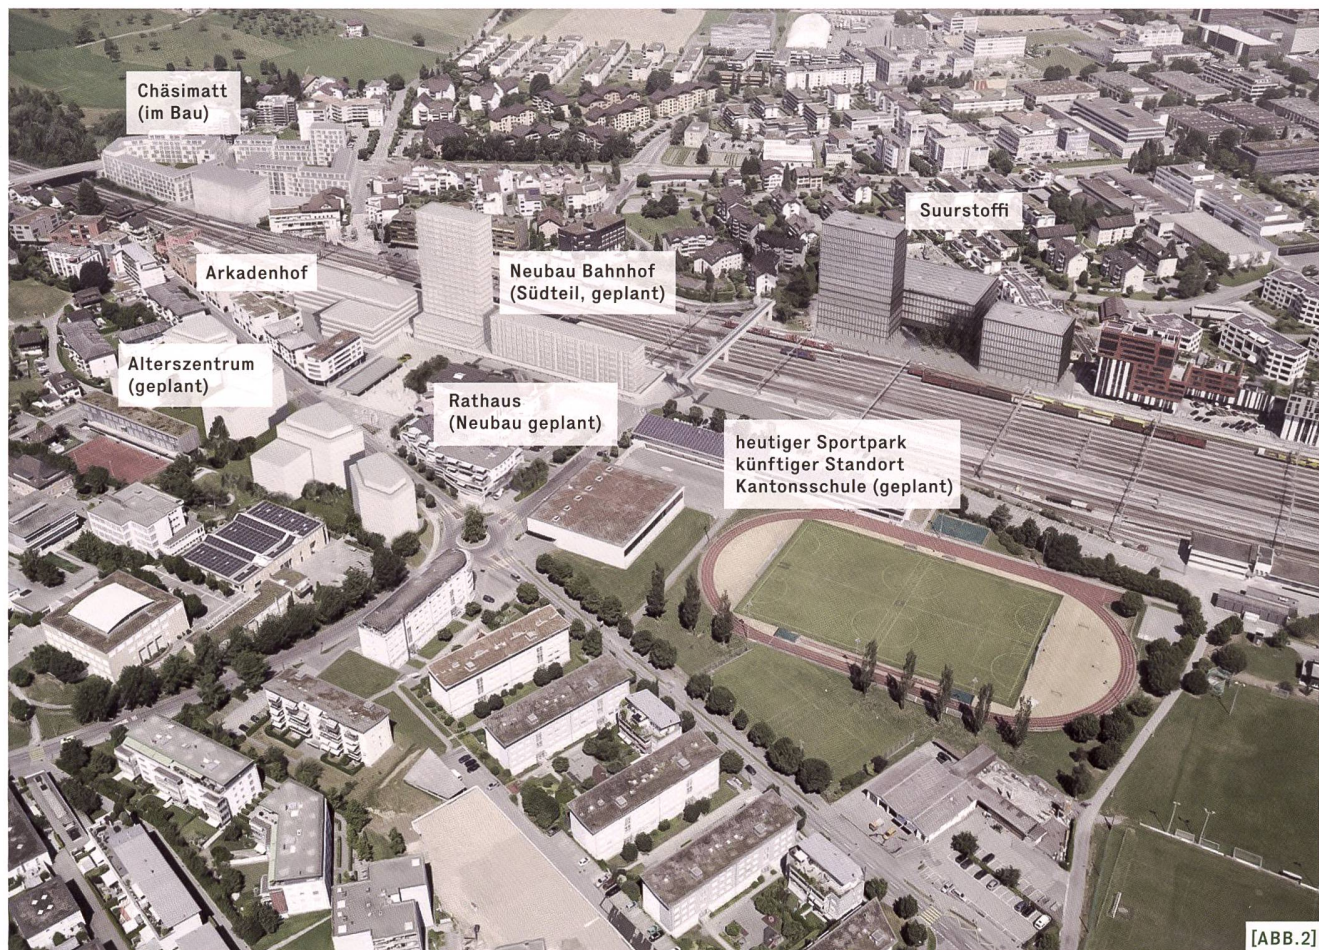 Chäsimatt
(im Bau)
Suurstoffi
Arkadenhof
Neubau Bahnhof
(Südteil, geplant)
Alterszentrum
(geplant)
Rathaus
(Neubau geplant)
heutiger Sportpark
künftiger Standort
Kantonsschule (geplant)
[ABB.2]